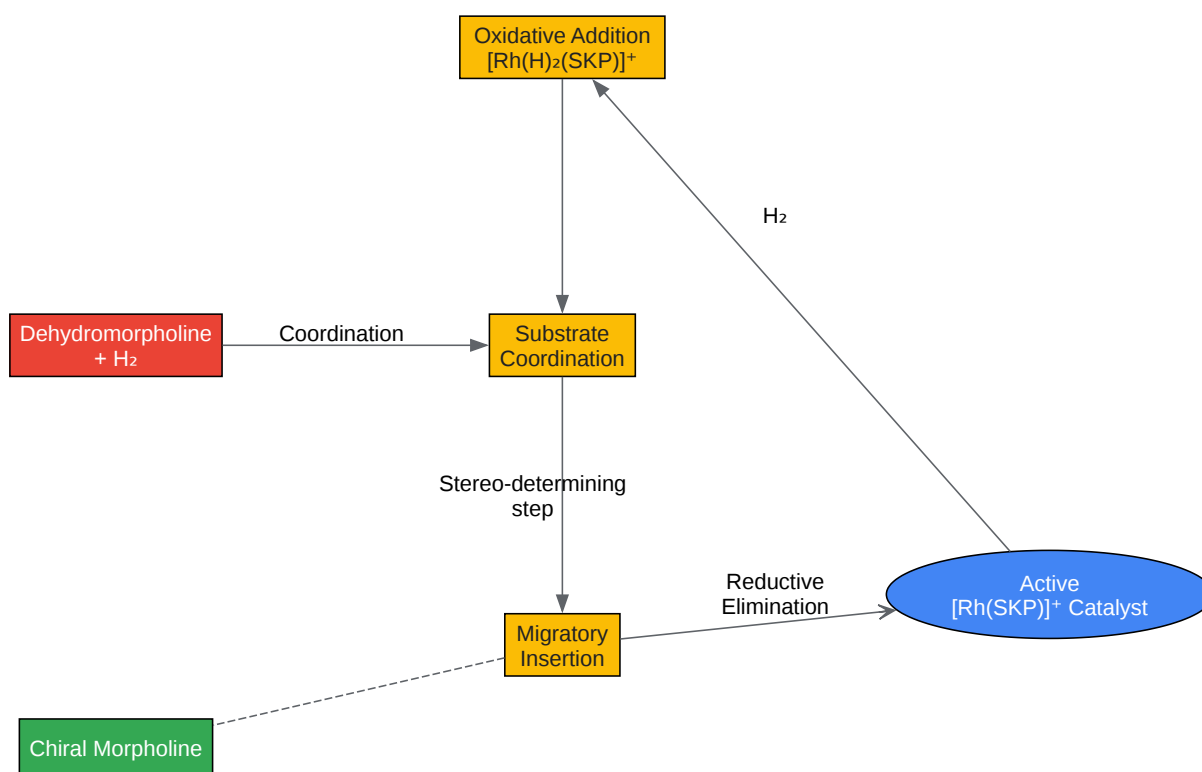 Oxidative Addition
[Rh(H)₂(SKP)]⁺
H₂
Dehydromorpholine
+ H₂
Coordination
Substrate
Coordination
Stereo-determining
step
Reductive
Elimination
Active
[Rh(SKP)]⁺ Catalyst
Migratory
Insertion
Chiral Morpholine